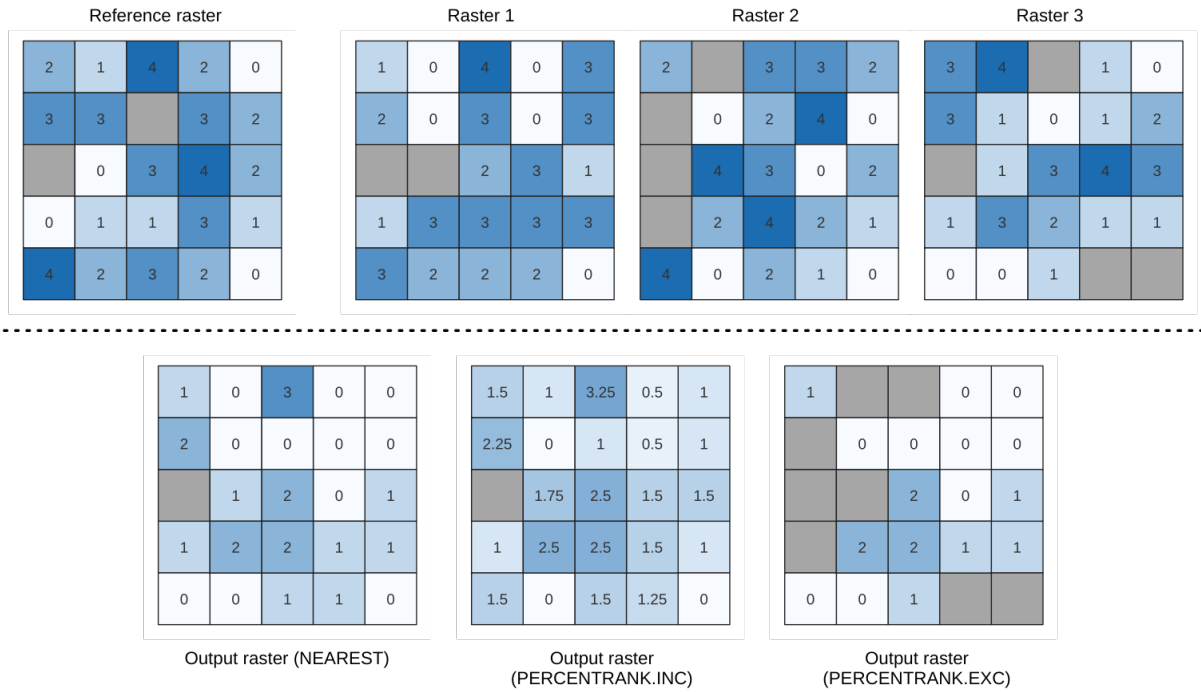 Reference raster
Raster 1
Raster 2
Raster 3
2 1 4 2 0
1 0 4 0 3
2 3 3 2
3 4 1 0
3 3 3 2
2 0 3 0 3
0 2 4 0
3 1 0 1 2
0 3 4 2
2 3 1
4 3 0 2
1 3 4 3
0 1 1 3 1
1 3 3 3 3
2 4 2 1
1 3 2 1 1
4 2 3 2 0
3 2 2 2 0
4 0 2 1 0
0 0 1
1 0 3 0 0
1.5 1 3.25 0.5 1
1 0 0
2 0 0 0 0
2.25 0 1 0.5 1
0 0 0 0
1 2 0 1
1.75 2.5 1.5 1.5
2 0 1
1 2 2 1 1
1 2.5 2.5 1.5 1
2 2 1 1
0 0 1 1 0
1.5 0 1.5 1.25 0
0 0 1
Output raster (NEAREST)
Output raster
(PERCENTRANK.INC)
Output raster
(PERCENTRANK.EXC)